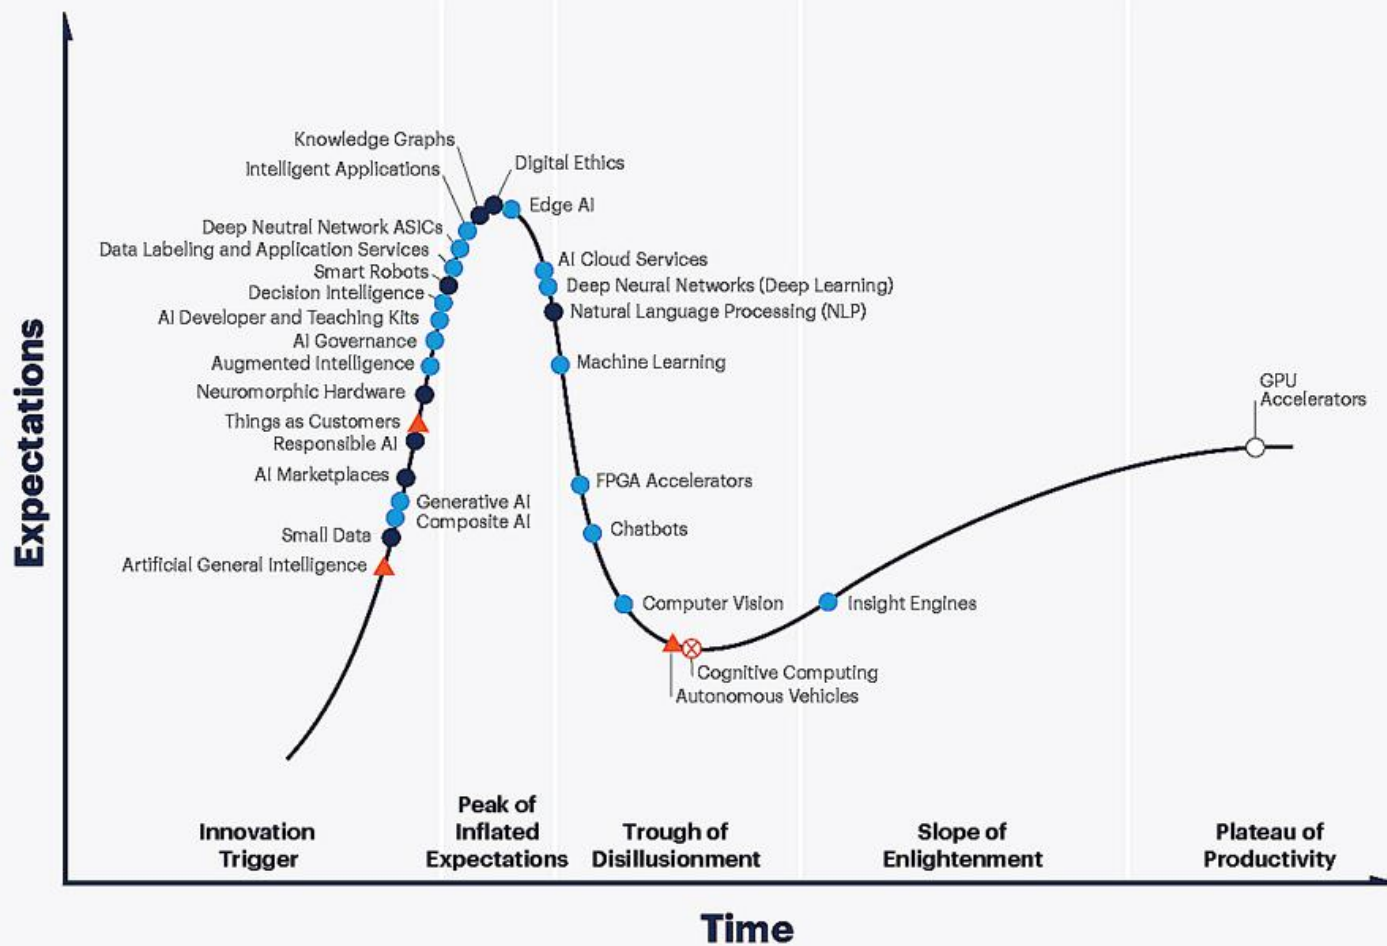 Expectations
Knowledge Graphs
Digital Ethics
Intelligent Applications
Edge AI
Deep Neutral Network ASICs
Data Labeling and Application Services
AI Cloud Services
Smart Robots
Deep Neural Networks (Deep Learning)
Decision Intelligence
Natural Language Processing (NLP)
AI Developer and Teaching Kits
AI Governance
Augmented Intelligence
Machine Learning
Neuromorphic Hardware
GPU
Accelerators
Things as Customers
Responsible AI
AI Marketplaces
FPGA Accelerators
Generative AI
Composite AI
Chatbots
Small Data
Artificial General Intelligence
Computer Vision
Insight Engines
Cognitive Computing
Autonomous Vehicles
Innovation
Trigger
Peak of
Inflated
Expectations
Trough of
Disillusionment
Slope of
Enlightenment
Plateau of
Productivity
Time